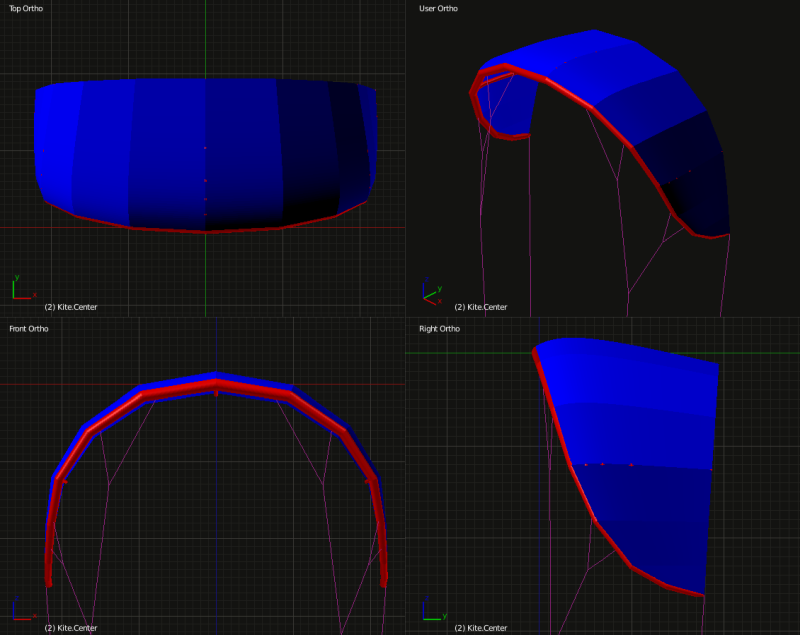 Top Ortho
y
x
(2) Kite.Center
User Ortho
y
x
(2) Kite.Center
Front Ortho
z
x
(2) Kite.Center
Right Ortho
z
y
(2) Kite.Center